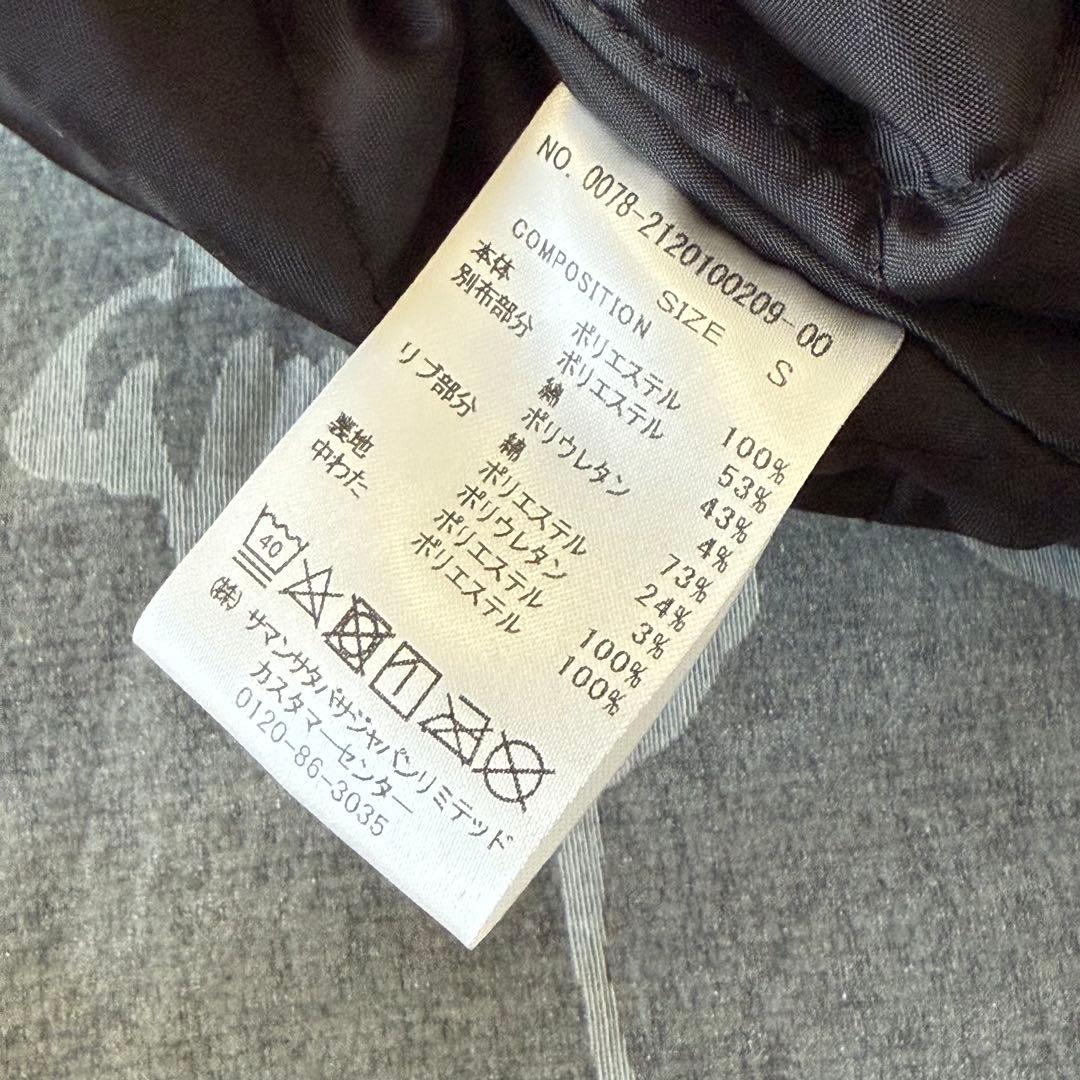 NO. 0078-2120100209-00
SIZE S
COMPOSITION
本体 ポリエステル 100%
別布部分 ポリエステル 53%
綿 43%
ポリウレタン 4%
リブ部分 綿 73%
ポリエステル 24%
ポリウレタン 3%
裏地 ポリエステル 100%
中わた ポリエステル 100%
40
(株) サマンサタバサジャパンリミテッド
カスタマーセンター
0120-86-3035